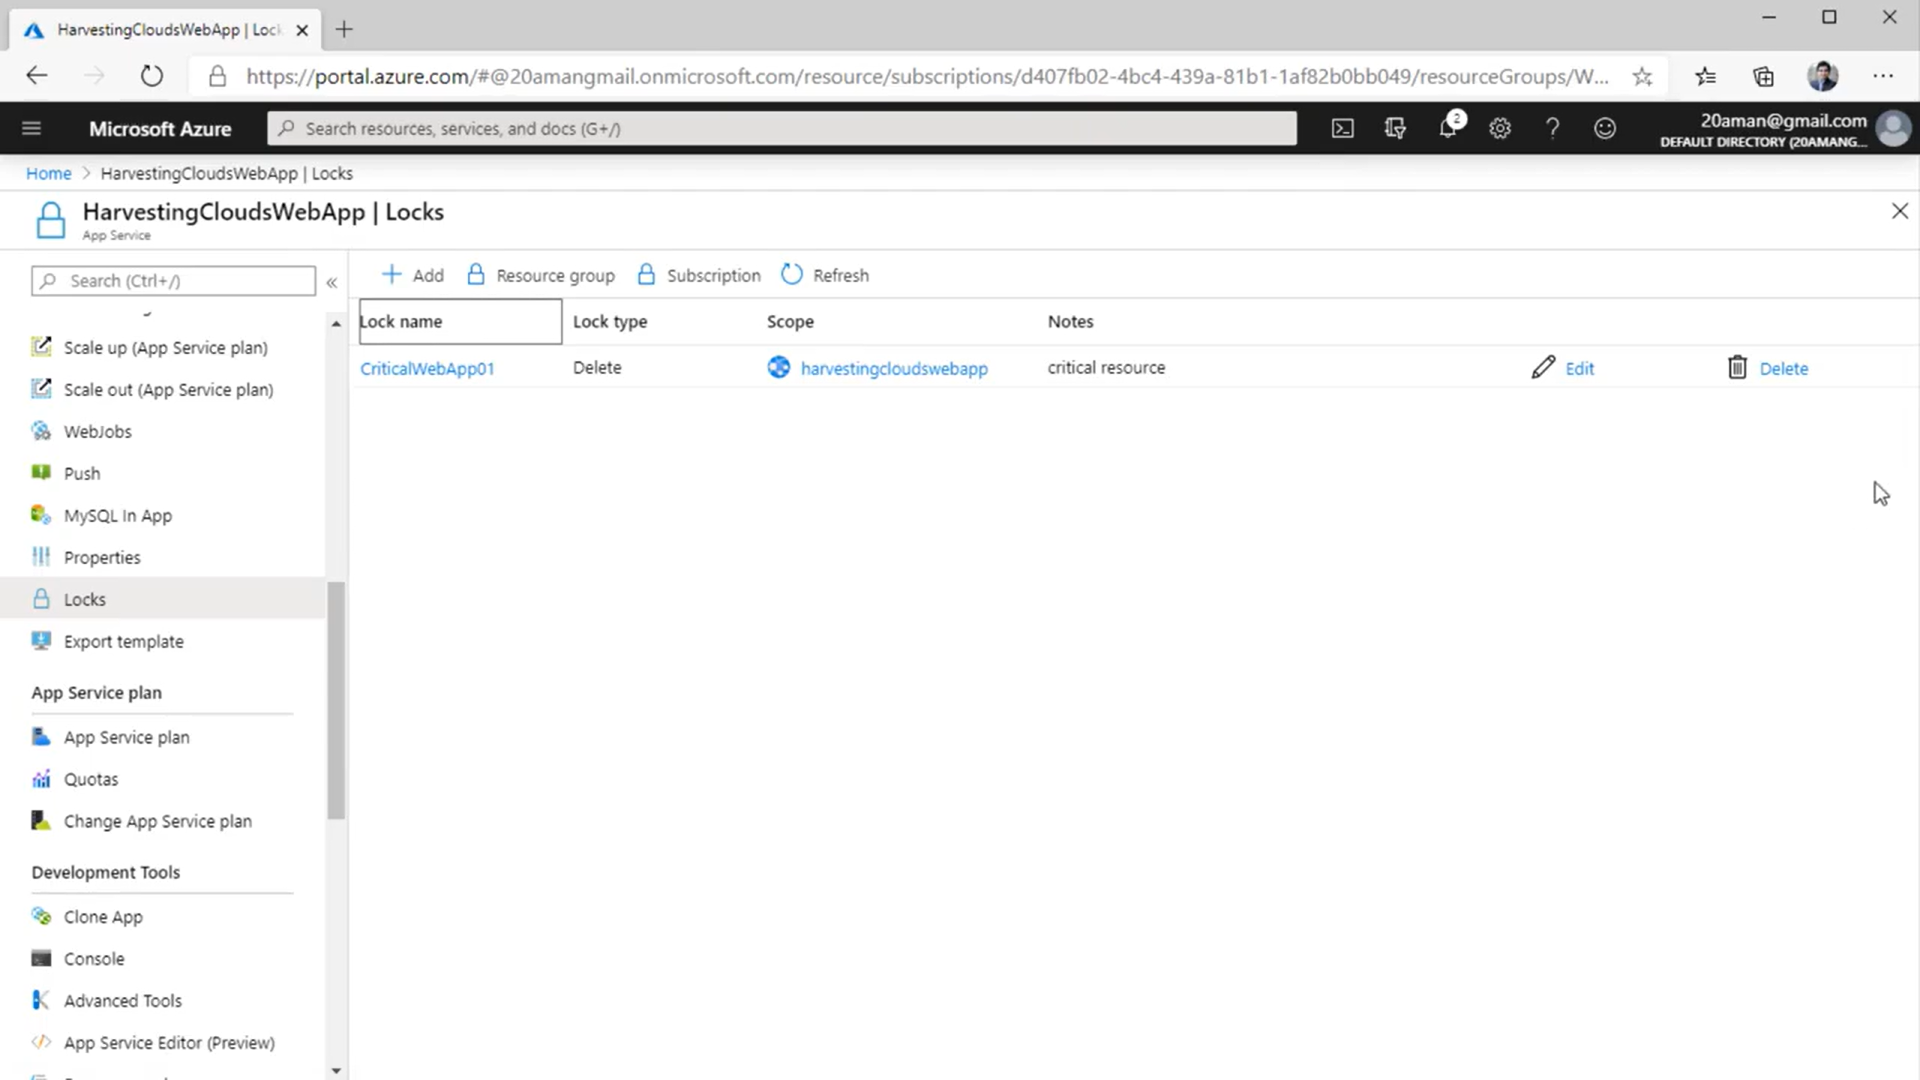 HarvestingCloudsWebApp | Loc
https://portal.azure.com/#@20amangmail.onmicrosoft.com/resource/subscriptions/d407fb02-4bc4-439a-81b1-1af82b0bb049/resourceGroups/W...
Microsoft Azure
Search resources, services, and docs (G+/)
2
20aman@gmail.com
DEFAULT DIRECTORY (20AMANG...
Home > HarvestingCloudsWebApp | Locks
HarvestingCloudsWebApp | Locks
App Service
Search (Ctrl+/)
«
Add
Resource group
Subscription
Refresh
Lock name Lock type Scope Notes
CriticalWebApp01 Delete harvestingcloudswebapp critical resource Edit Delete
Scale up (App Service plan)
Scale out (App Service plan)
WebJobs
Push
MySQL In App
Properties
Locks
Export template
App Service plan
App Service plan
Quotas
Change App Service plan
Development Tools
Clone App
Console
Advanced Tools
App Service Editor (Preview)